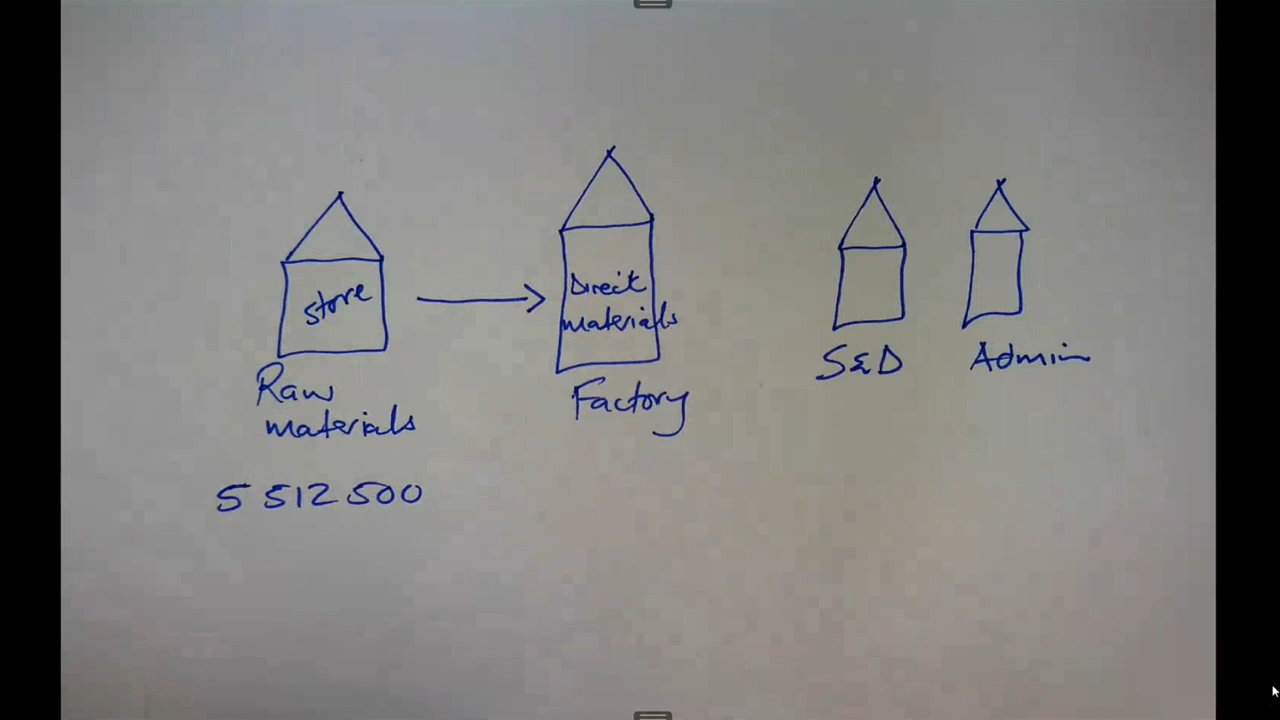 Store
Raw
materials
5 512 500
Direct
materials
Factory
S&D
Admin